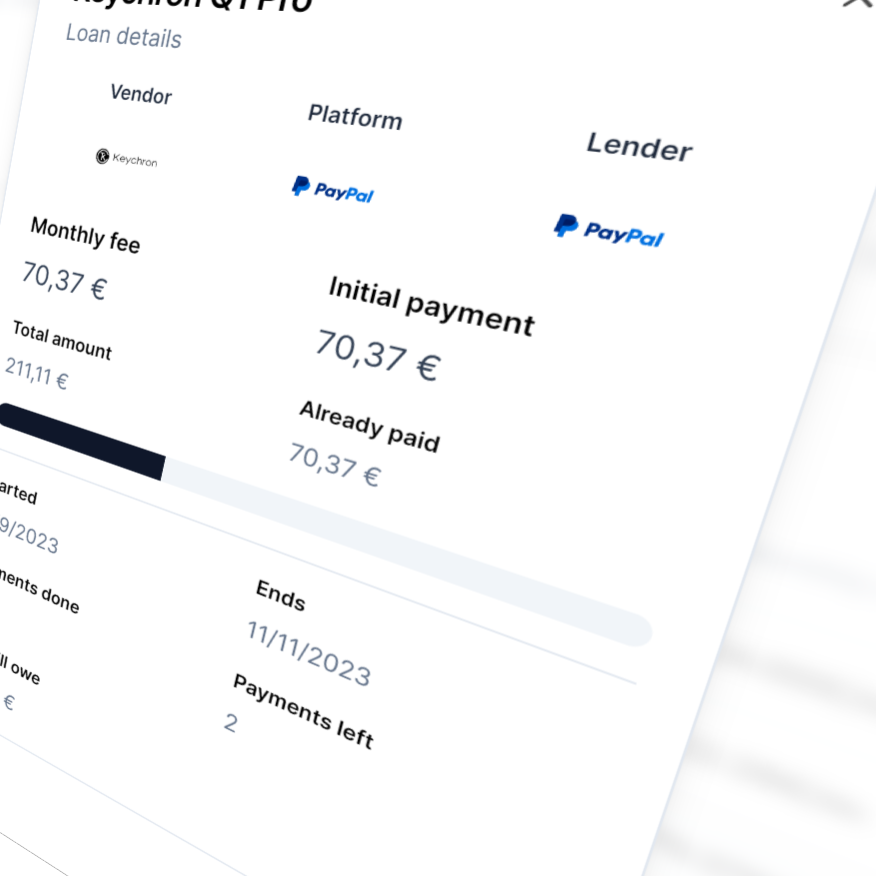 Keychron Q1 Pro
Loan details
Vendor
Platform
Lender
Keychron
PayPal
PayPal
Monthly fee
70,37 €
Initial payment
70,37 €
Total amount
211,11 €
Already paid
70,37 €
arted
9/2023
Ends
11/11/2023
ments done
Payments left
2
ll owe
€